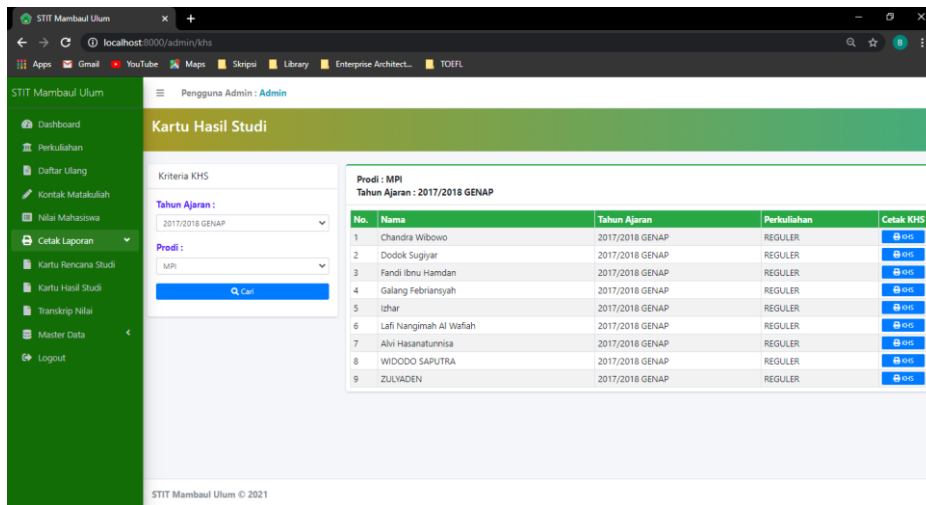 STIT Mambaul Ulum
localhost:8000/admin/khs
B
Apps Gmail YouTube Maps Skripsi Library Enterprise Architect... TOEFL
STIT Mambaul Ulum
Pengguna Admin : Admin
Dashboard
Perkuliahan
Daftar Ulang
Kontak Matakuliah
Nilai Mahasiswa
Cetak Laporan
Kartu Rencana Studi
Kartu Hasil Studi
Transkrip Nilai
Master Data
Logout
Kartu Hasil Studi
Kriteria KHS
Tahun Ajaran :
2017/2018 GENAP
Prodi :
MPI
Cari
Prodi : MPI
Tahun Ajaran : 2017/2018 GENAP
No. Nama Tahun Ajaran Perkuliahan Cetak KHS
1 Chandra Wibowo 2017/2018 GENAP REGULER KHS
2 Dodok Sugiyar 2017/2018 GENAP REGULER KHS
3 Fandi Ibnu Hamdan 2017/2018 GENAP REGULER KHS
4 Galang Febriansyah 2017/2018 GENAP REGULER KHS
5 Izhar 2017/2018 GENAP REGULER KHS
6 Lafi Nangimah Al Wafiah 2017/2018 GENAP REGULER KHS
7 Alvi Hasanatunnisa 2017/2018 GENAP REGULER KHS
8 WIDODO SAPUTRA 2017/2018 GENAP REGULER KHS
9 ZULYADEN 2017/2018 GENAP REGULER KHS
STIT Mambaul Ulum © 2021